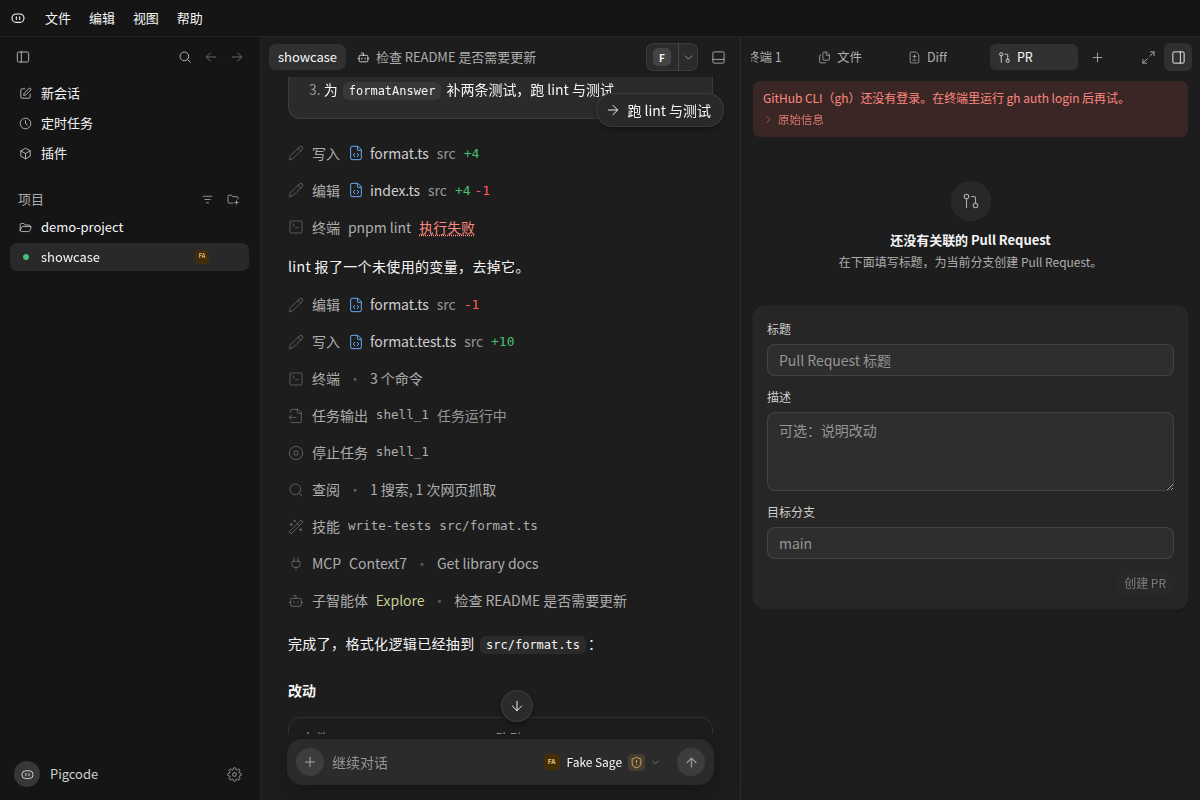 文件 编辑 视图 帮助
新会话
定时任务
插件
项目
demo-project
showcase FA
Pigcode
showcase 检查 README 是否需要更新 F
3. 为 formatAnswer 补两条测试，跑 lint 与测试
跑 lint 与测试
写入 format.ts src +4
编辑 index.ts src +4 -1
终端 pnpm lint 执行失败
lint 报了一个未使用的变量，去掉它。
编辑 format.ts src -1
写入 format.test.ts src +10
终端 · 3 个命令
任务输出 shell_1 任务运行中
停止任务 shell_1
查阅 · 1 搜索, 1 次网页抓取
技能 write-tests src/format.ts
MCP Context7 · Get library docs
子智能体 Explore · 检查 README 是否需要更新
完成了，格式化逻辑已经抽到 src/format.ts：
改动
继续对话 FA Fake Sage
终端 1 文件 Diff PR
GitHub CLI（gh）还没有登录。在终端里运行 gh auth login 后再试。
原始信息
还没有关联的 Pull Request
在下面填写标题，为当前分支创建 Pull Request。
标题
Pull Request 标题
描述
可选：说明改动
目标分支
main
创建 PR